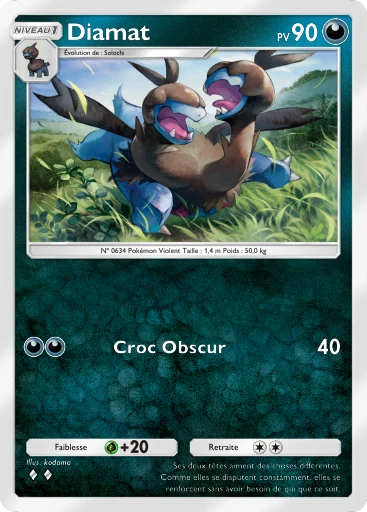 NIVEAU 1
Diamat
PV 90
Évolution de : Solochi
N° 0634 Pokémon Violent Taille : 1,4 m Poids : 50,0 kg
Croc Obscur 40
Faiblesse +20 Retraite
Illus. kodama
Ses deux têtes aiment des choses différentes.
Comme elles se disputent constamment, elles se
renforcent sans avoir besoin de qui que ce soit.